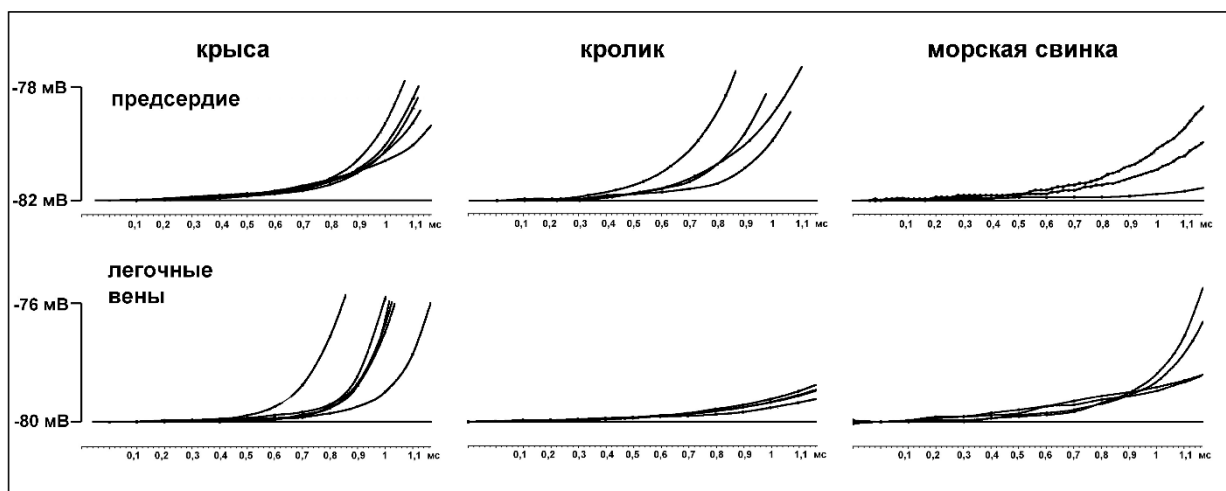 крыса кролик морская свинка
-78 мВ
предсердие
-82 мВ
0,1 0,2 0,3 0,4 0,5 0,6 0,7 0,8 0,9 1 1,1 мс 0,1 0,2 0,3 0,4 0,5 0,6 0,7 0,8 0,9 1 1,1 мс 0,1 0,2 0,3 0,4 0,5 0,6 0,7 0,8 0,9 1 1,1 мс
легочные
вены
-76 мВ
-80 мВ
0,1 0,2 0,3 0,4 0,5 0,6 0,7 0,8 0,9 1 1,1 мс 0,1 0,2 0,3 0,4 0,5 0,6 0,7 0,8 0,9 1 1,1 мс 0,1 0,2 0,3 0,4 0,5 0,6 0,7 0,8 0,9 1 1,1 мс